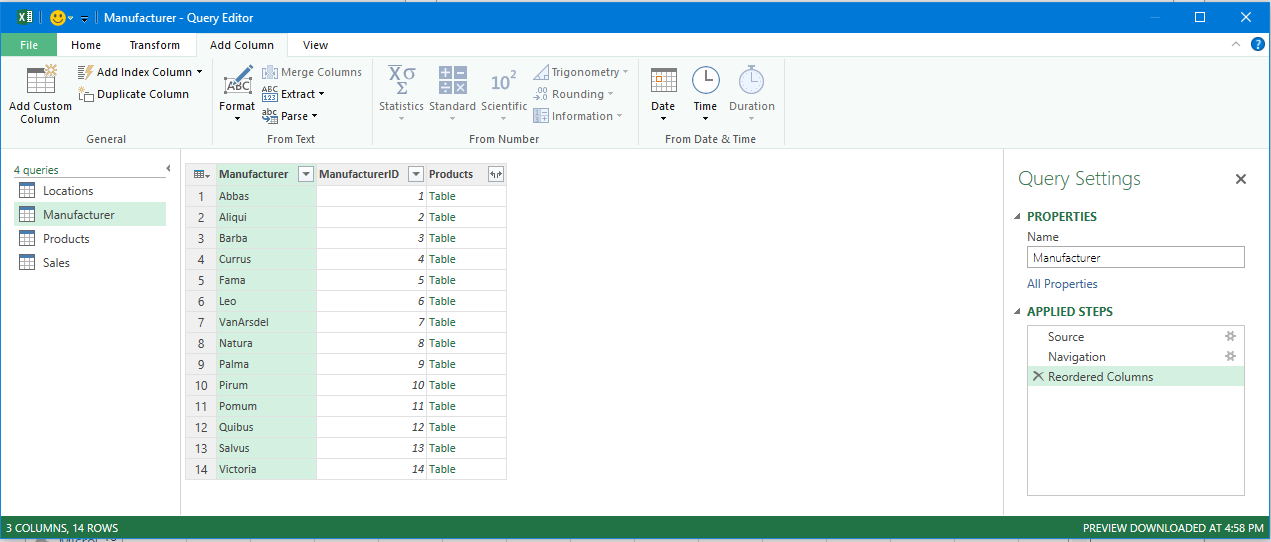 Manufacturer - Query Editor
File Home Transform Add Column View
Add Custom Column
Add Index Column
Duplicate Column
General
ABC
Format
Merge Columns
ABC 123 Extract
abc Parse
From Text
Statistics
Standard
10² Scientific
Trigonometry
.00 Rounding
Information
From Number
Date
Time
Duration
From Date & Time
4 queries
Locations
Manufacturer
Products
Sales
Manufacturer ManufacturerID Products
1 Abbas 1 Table
2 Aliqui 2 Table
3 Barba 3 Table
4 Currus 4 Table
5 Fama 5 Table
6 Leo 6 Table
7 VanArsdel 7 Table
8 Natura 8 Table
9 Palma 9 Table
10 Pirum 10 Table
11 Pomum 11 Table
12 Quibus 12 Table
13 Salvus 13 Table
14 Victoria 14 Table
Query Settings
PROPERTIES
Name
Manufacturer
All Properties
APPLIED STEPS
Source
Navigation
Reordered Columns
3 COLUMNS, 14 ROWS
PREVIEW DOWNLOADED AT 4:58 PM